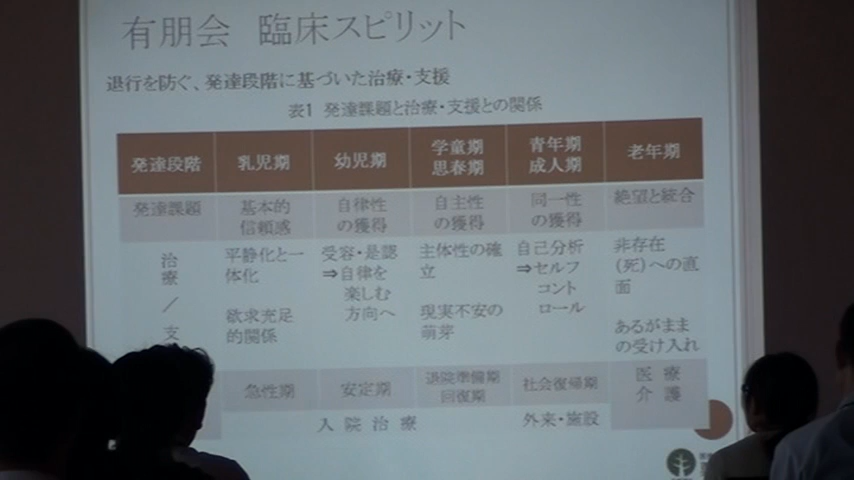 有朋会 臨床スピリット
退行を防ぐ、発達段階に基づいた治療・支援
表1 発達課題と治療・支援との関係
発達段階 乳児期 幼児期 学童期 思春期 青年期 成人期 老年期
発達課題 基本的信頼感 自律性の獲得 自主性の獲得 同一性の獲得 絶望と統合
治療/支
平静化と一体化
欲求充足的関係
受容・是認
⇒自律を楽しむ方向へ
主体性の確立
現実不安の萌芽
自己分析
⇒セルフコントロール
非存在(死)への直面
あるがままの受け入れ
急性期 安定期 退院準備期 回復期 社会復帰期 医療 介護
入院治療 外来・施設